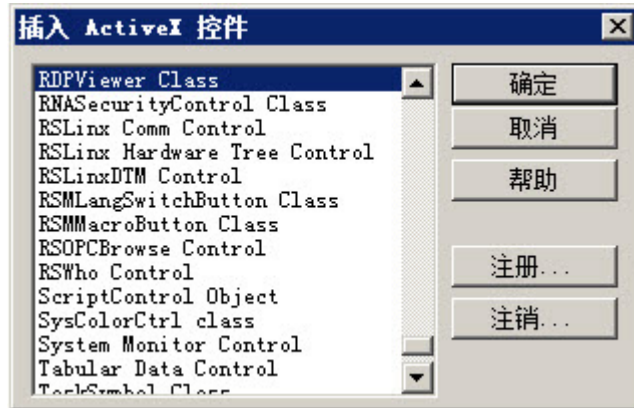 插入 ActiveX 控件
RDPViewer Class
RNASecurityControl Class
RSLinx Comm Control
RSLinx Hardware Tree Control
RSLinxDTM Control
RSMLangSwitchButton Class
RSMMacroButton Class
RSOPCBrowse Control
RSWho Control
ScriptControl Object
SysColorCtrl class
System Monitor Control
Tabular Data Control
TaskSymbol Class
确定
取消
帮助
注册...
注销...